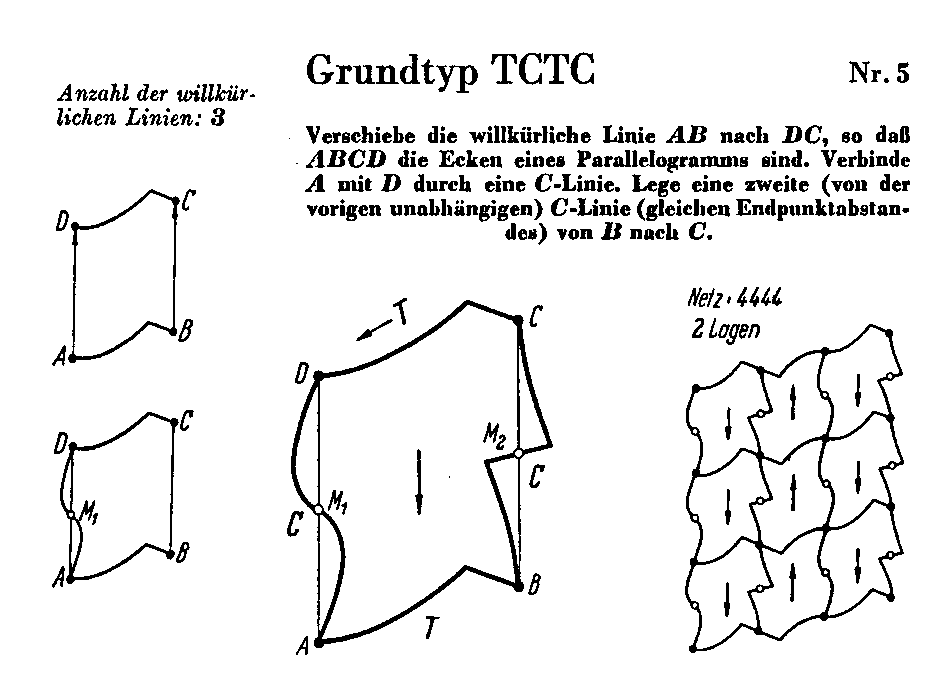 Grundtyp TCTC
Nr. 5
Anzahl der willkür-
lichen Linien: 3
Verschiebe die willkürliche Linie AB nach DC, so daß
ABCD die Ecken eines Parallelogramms sind. Verbinde
A mit D durch eine C-Linie. Lege eine zweite (von der
vorigen unabhängigen) C-Linie (gleichen Endpunktabstan-
des) von B nach C.
D
C
A
B
D
C
M1
A
B
T
C
D
M2
C
M1
C
B
A
T
Netz: 4444
2 Lagen